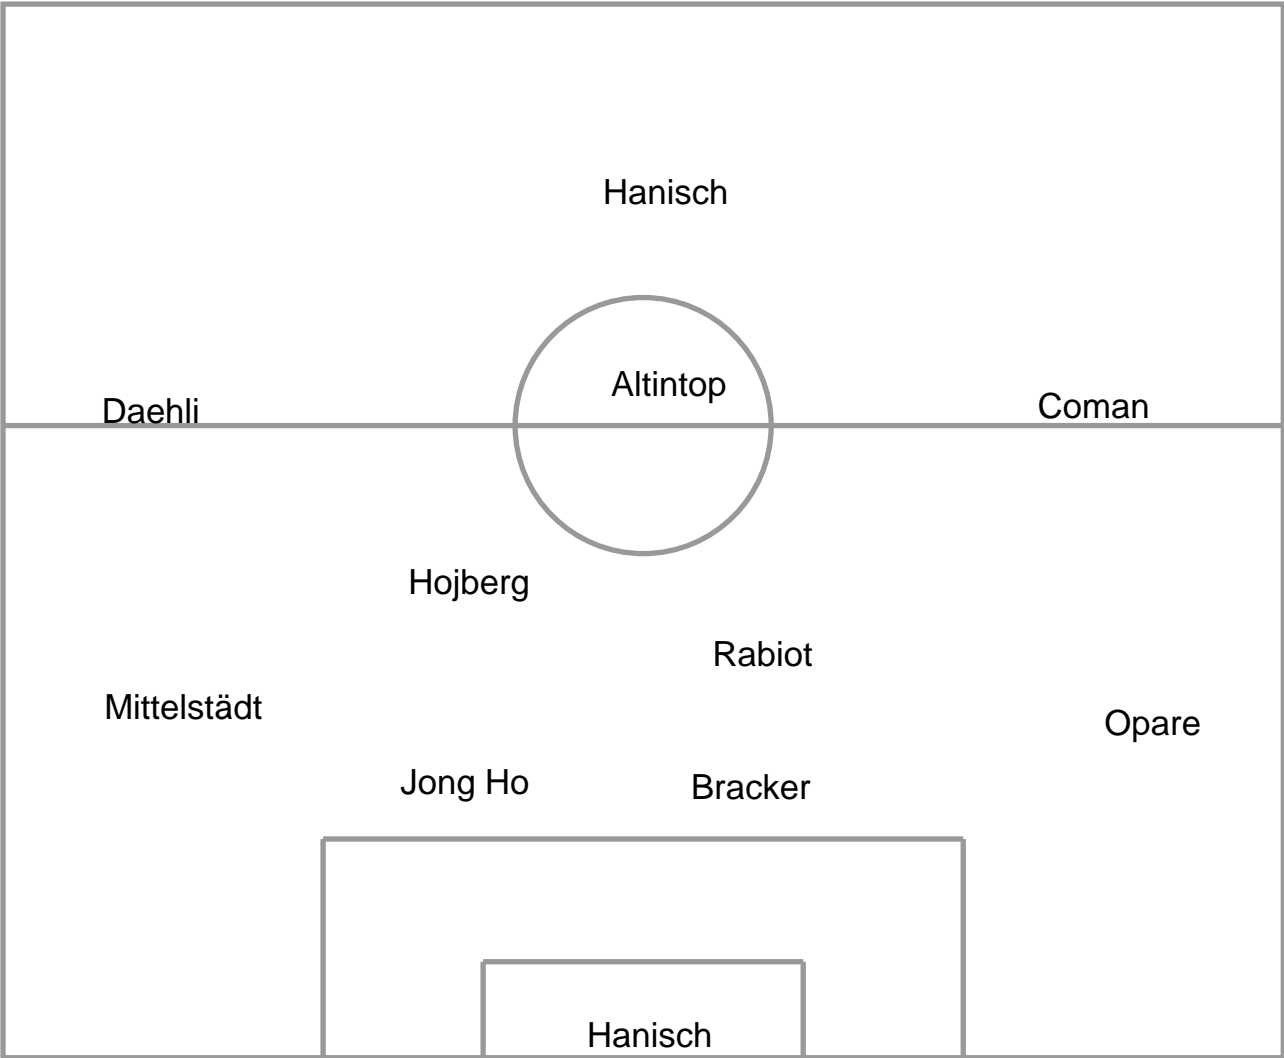 Hanisch
Altintop
Daehli
Coman
Hojberg
Rabiot
Mittelstädt
Opare
Jong Ho
Bracker
Hanisch